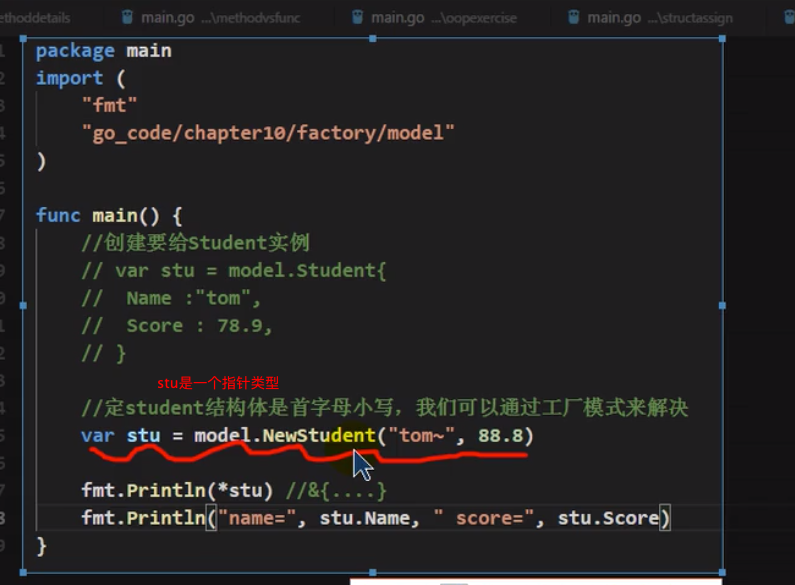 ethoddetails main.go ...\methodvsfunc main.go ...\oopexercise main.go ...\structassign
package main
import (
"fmt"
"go_code/chapter10/factory/model"
)
func main() {
//创建要给Student实例
// var stu = model.Student{
//  Name :"tom",
//  Score : 78.9,
// }
stu是一个指针类型
//定student结构体是首字母小写，我们可以通过工厂模式来解决
var stu = model.NewStudent("tom~", 88.8)
fmt.Println(*stu) //&{....}
fmt.Println("name=", stu.Name, " score=", stu.Score)
}